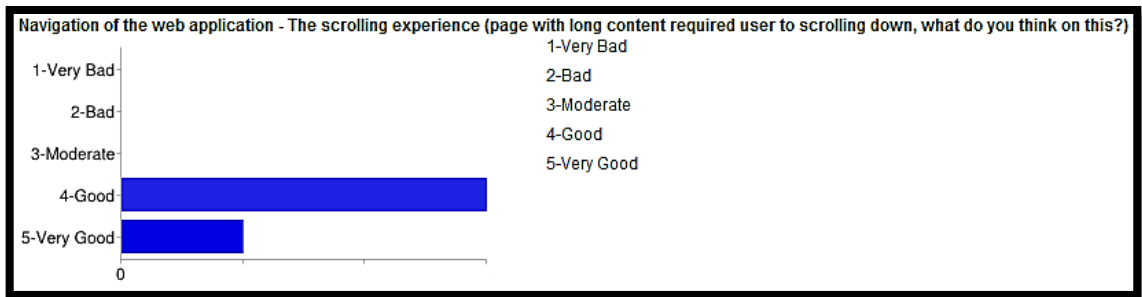 Navigation of the web application - The scrolling experience (page with long content required user to scrolling down, what do you think on this?)
1-Very Bad
2-Bad
3-Moderate
4-Good
5-Very Good
0
1-Very Bad
2-Bad
3-Moderate
4-Good
5-Very Good